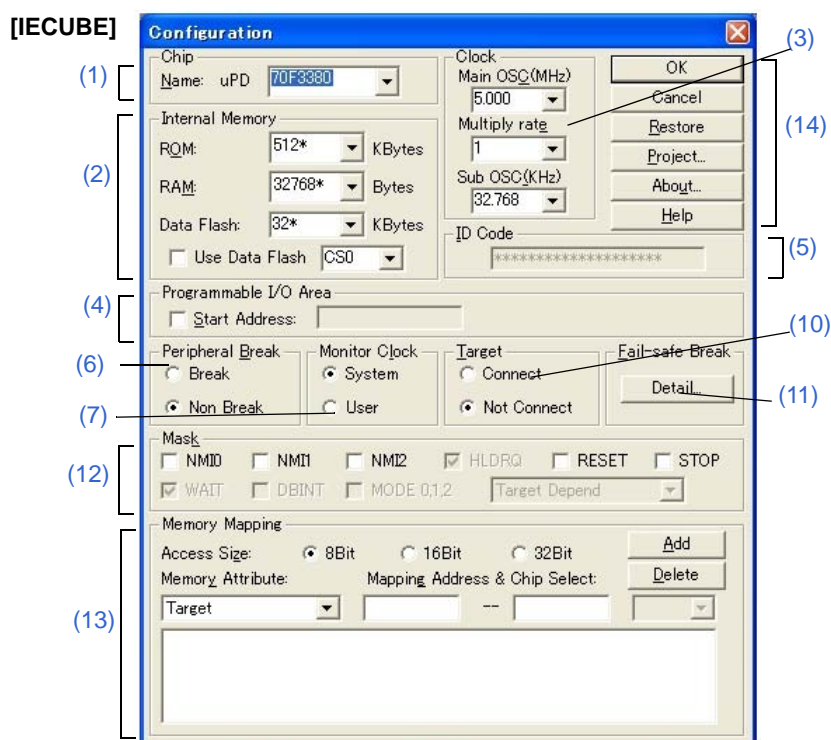 [IECUBE]
Configuration
(3)
Chip
(1)
Name: uPD 70F3380
Clock
Main OSC(MHz)
5.000
Multiply rate
1
Sub OSC(KHz)
32.768
OK
Cancel
Restore
Project...
About...
Help
(14)
Internal Memory
(2)
ROM: 512* KBytes
RAM: 32768* Bytes
Data Flash: 32* KBytes
Use Data Flash CS0
ID Code
*********************
(5)
Programmable I/O Area
(4)
Start Address:
(10)
Peripheral Break
(6)
Break
Non Break
(7)
Monitor Clock
System
User
Target
Connect
Not Connect
Fail-safe Break
Detail...
(11)
Mask
(12)
NMI0 NMI1 NMI2 HLDRQ RESET STOP
WAIT DBINT MODE 0,1,2 Target Depend
Memory Mapping
(13)
Access Size: 8Bit 16Bit 32Bit
Add
Memory Attribute: Mapping Address & Chip Select:
Delete
Target --